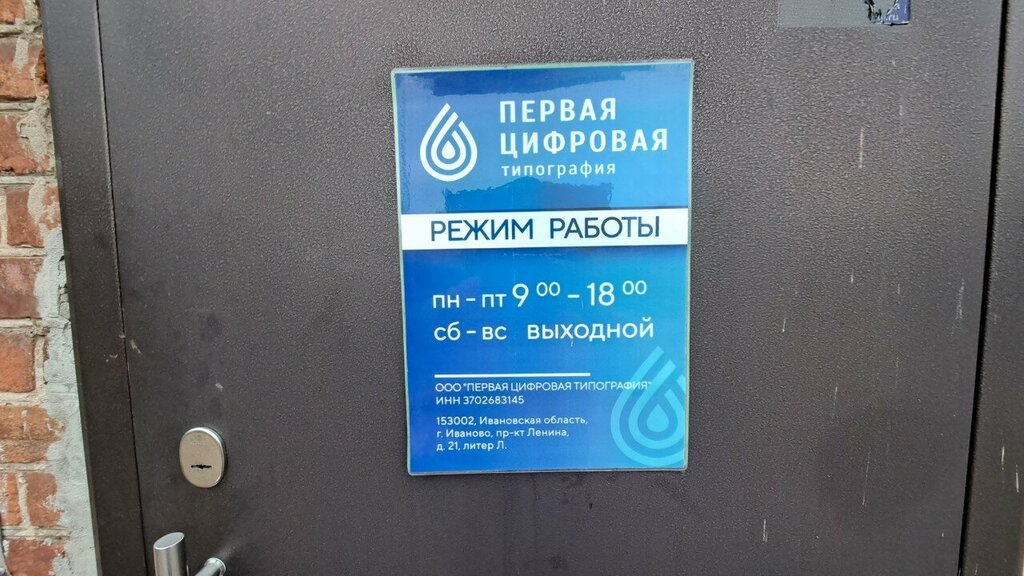 ПЕРВАЯ
ЦИФРОВАЯ
типография
РЕЖИМ РАБОТЫ
пн - пт 9 00 - 18 00
сб - вс выходной
ООО "ПЕРВАЯ ЦИФРОВАЯ ТИПОГРАФИЯ"
ИНН 3702683145
153002, Ивановская область,
г. Иваново, пр-кт Ленина,
д. 21, литер Л.